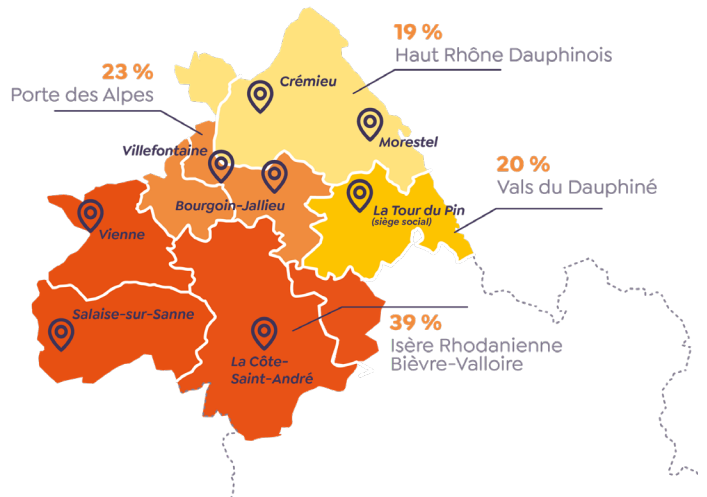 19 %
Haut Rhône Dauphinois
23 %
Porte des Alpes
Crémieu
Morestel
Villefontaine
20 %
Vals du Dauphiné
Bourgoin-Jallieu
La Tour du Pin
(siège social)
Vienne
Salaise-sur-Sanne
39 %
Isère Rhodanienne
Bièvre-Valloire
La Côte-
Saint-André